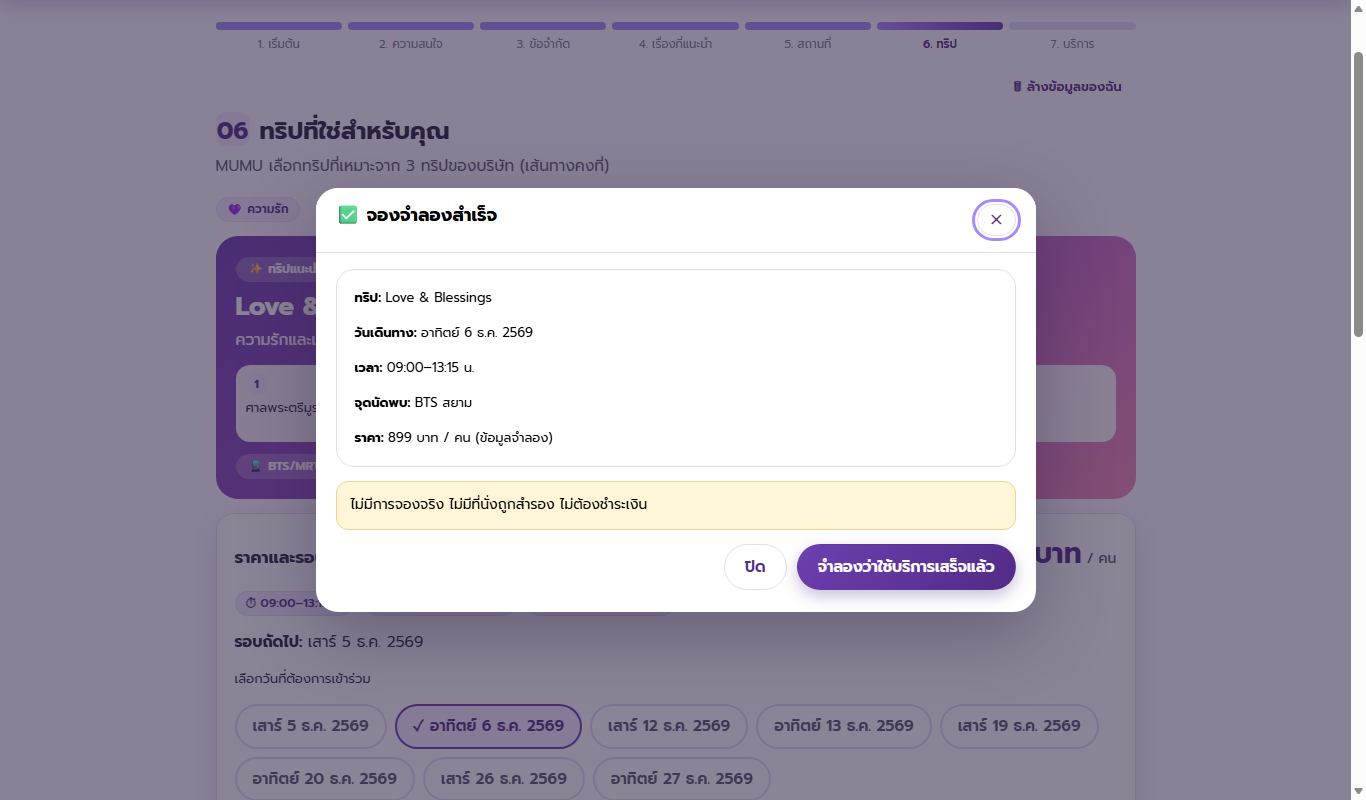 1. เริ่มต้น
2. ความสนใจ
3. ข้อจำกัด
4. เรื่องที่แนะนำ
5. สถานที่
6. ทริป
7. บริการ
ล้างข้อมูลของฉัน
06 ทริปที่ใช่สำหรับคุณ
MUMU เลือกทริปที่เหมาะจาก 3 ทริปของบริษัท (เส้นทางคงที่)
ความรัก
จองจำลองสำเร็จ
×
ทริป: Love & Blessings
วันเดินทาง: อาทิตย์ 6 ธ.ค. 2569
เวลา: 09:00–13:15 น.
จุดนัดพบ: BTS สยาม
ราคา: 899 บาท / คน (ข้อมูลจำลอง)
ไม่มีการจองจริง ไม่มีที่นั่งถูกสำรอง ไม่ต้องชำระเงิน
ปิด
จำลองว่าใช้บริการเสร็จแล้ว
Love &
1
BTS/MRT
บาท / คน
รอบถัดไป: เสาร์ 5 ธ.ค. 2569
เลือกวันที่ต้องการเข้าร่วม
เสาร์ 5 ธ.ค. 2569
✓ อาทิตย์ 6 ธ.ค. 2569
เสาร์ 12 ธ.ค. 2569
อาทิตย์ 13 ธ.ค. 2569
เสาร์ 19 ธ.ค. 2569
อาทิตย์ 20 ธ.ค. 2569
เสาร์ 26 ธ.ค. 2569
อาทิตย์ 27 ธ.ค. 2569